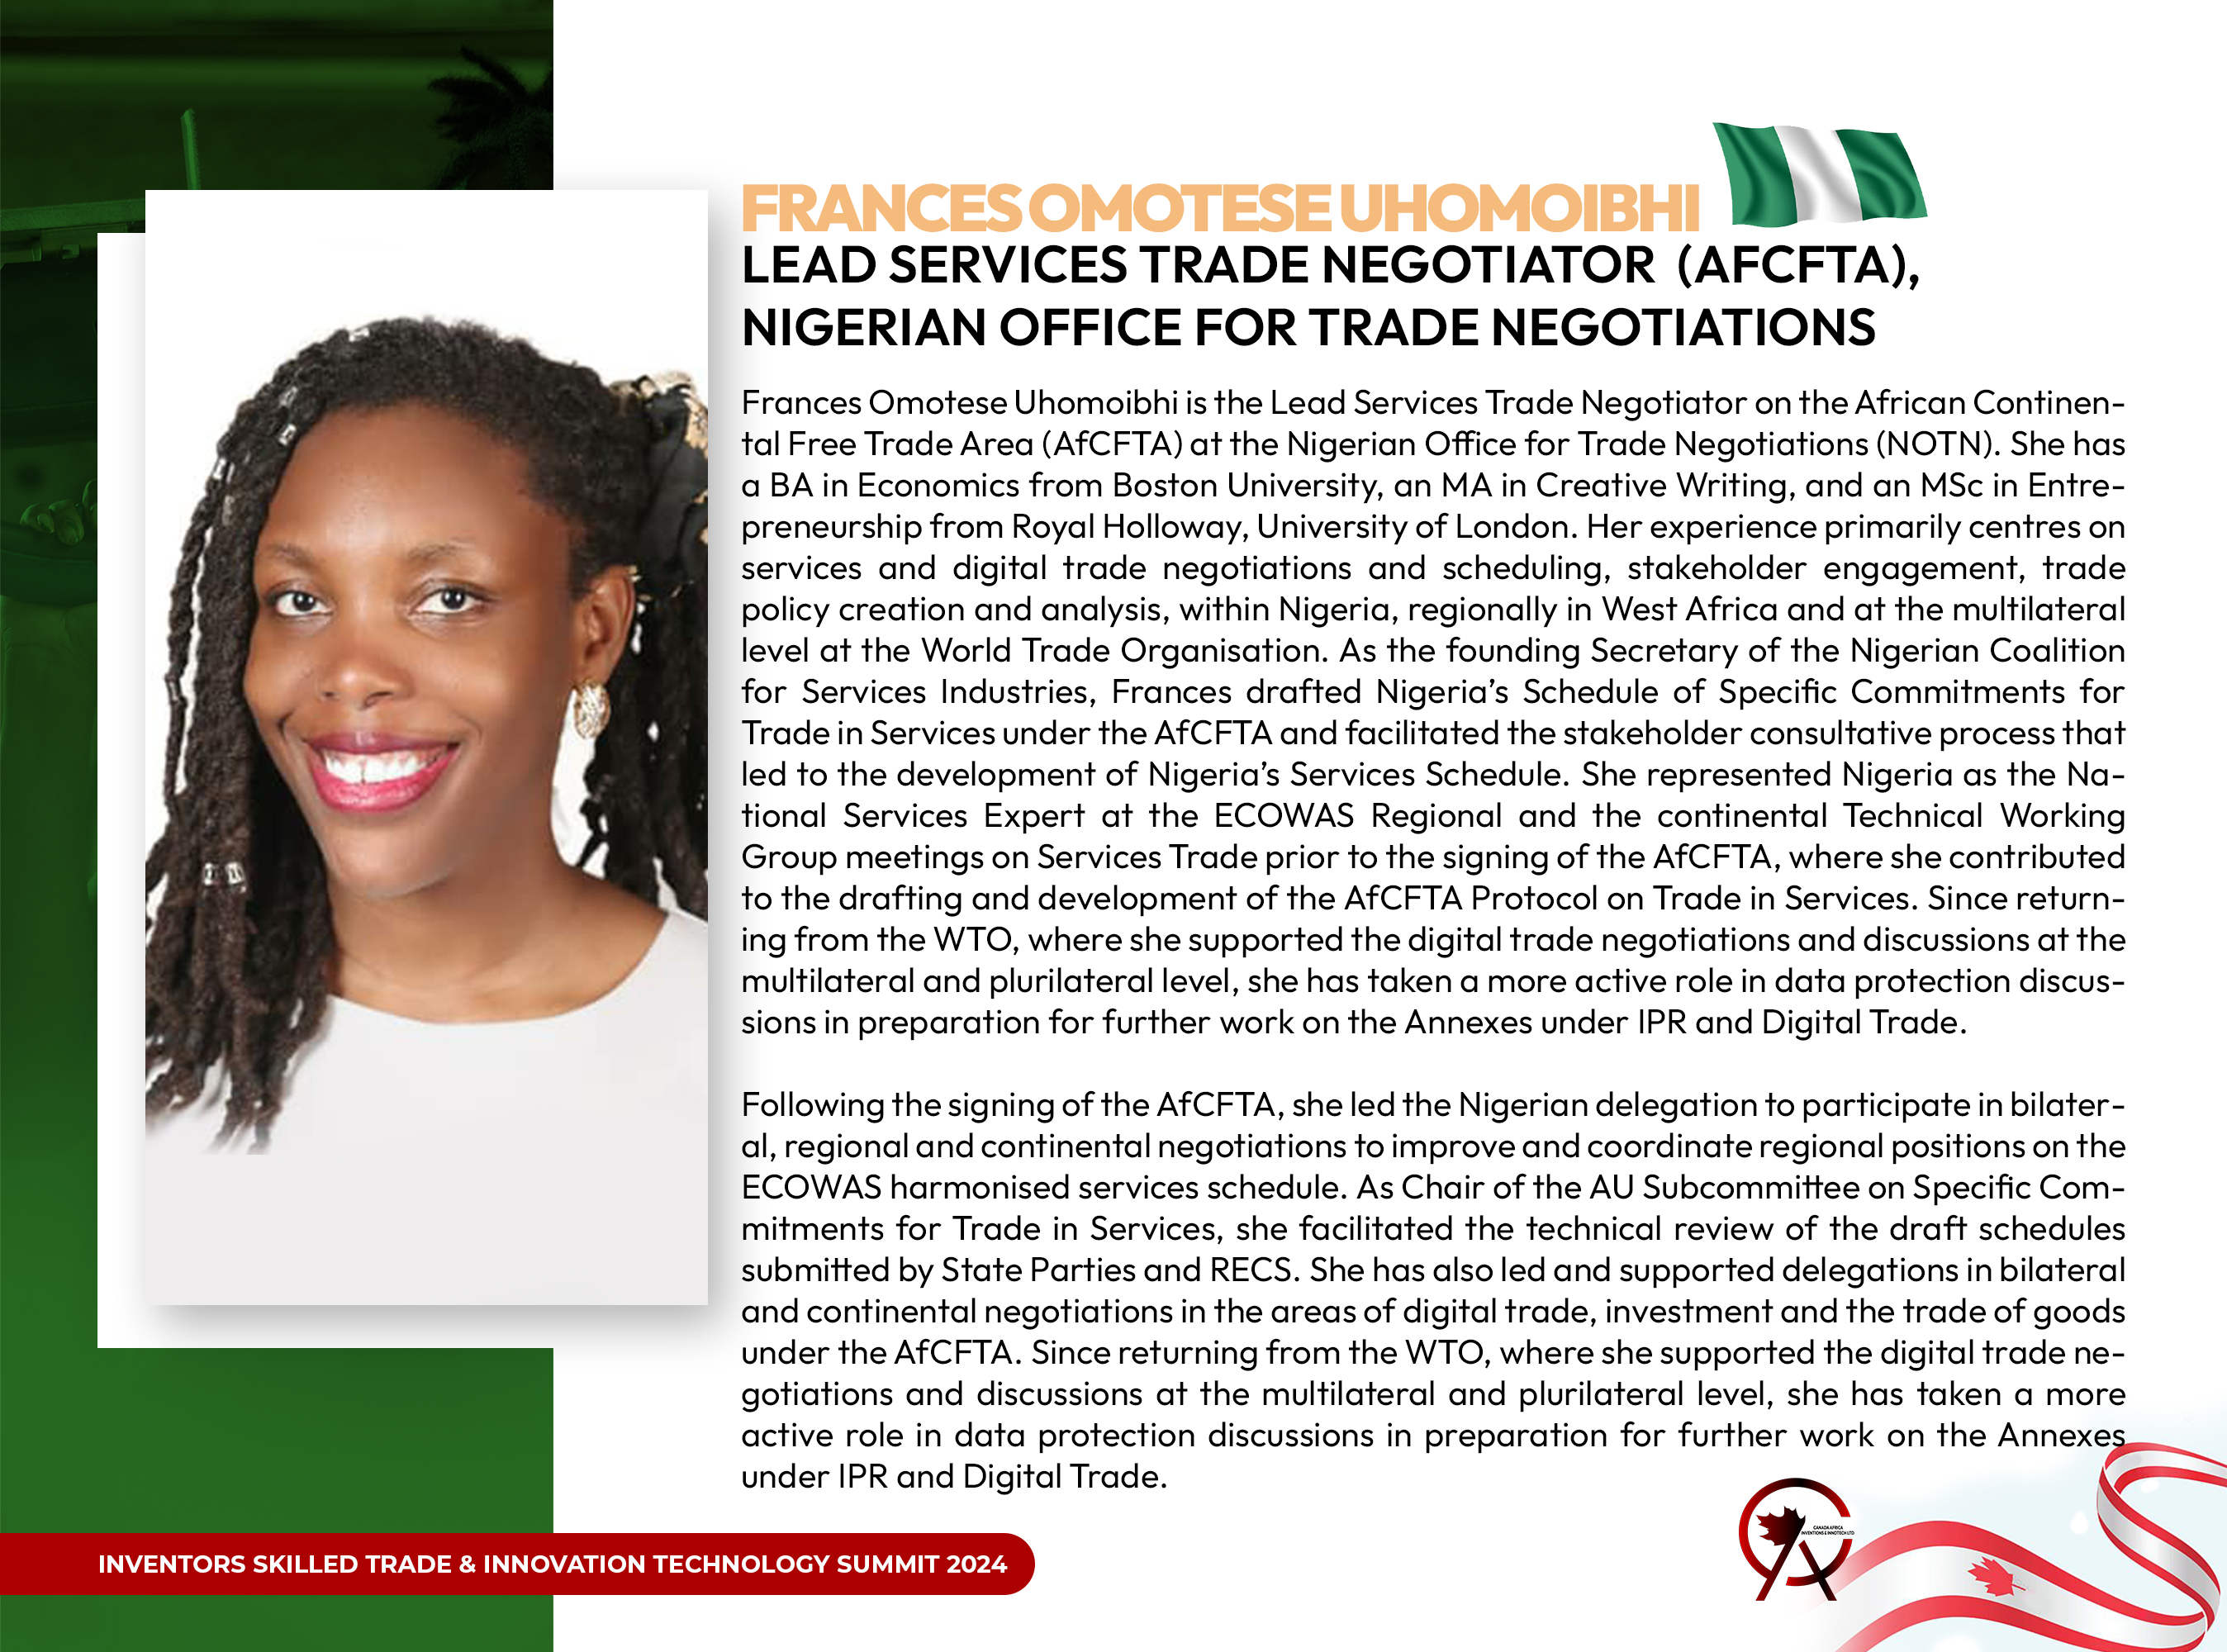 FRANCES OMOTESE UHOMOIBHI
LEAD SERVICES TRADE NEGOTIATOR (AFCFTA),
NIGERIAN OFFICE FOR TRADE NEGOTIATIONS
Frances Omotese Uhomoibhi is the Lead Services Trade Negotiator on the African Continen-
tal Free Trade Area (AfCFTA) at the Nigerian Office for Trade Negotiations (NOTN). She has
a BA in Economics from Boston University, an MA in Creative Writing, and an MSc in Entre-
preneurship from Royal Holloway, University of London. Her experience primarily centres on
services and digital trade negotiations and scheduling, stakeholder engagement, trade
policy creation and analysis, within Nigeria, regionally in West Africa and at the multilateral
level at the World Trade Organisation. As the founding Secretary of the Nigerian Coalition
for Services Industries, Frances drafted Nigeria’s Schedule of Specific Commitments for
Trade in Services under the AfCFTA and facilitated the stakeholder consultative process that
led to the development of Nigeria’s Services Schedule. She represented Nigeria as the Na-
tional Services Expert at the ECOWAS Regional and the continental Technical Working
Group meetings on Services Trade prior to the signing of the AfCFTA, where she contributed
to the drafting and development of the AfCFTA Protocol on Trade in Services. Since return-
ing from the WTO, where she supported the digital trade negotiations and discussions at the
multilateral and plurilateral level, she has taken a more active role in data protection discus-
sions in preparation for further work on the Annexes under IPR and Digital Trade.
Following the signing of the AfCFTA, she led the Nigerian delegation to participate in bilater-
al, regional and continental negotiations to improve and coordinate regional positions on the
ECOWAS harmonised services schedule. As Chair of the AU Subcommittee on Specific Com-
mitments for Trade in Services, she facilitated the technical review of the draft schedules
submitted by State Parties and RECS. She has also led and supported delegations in bilateral
and continental negotiations in the areas of digital trade, investment and the trade of goods
under the AfCFTA. Since returning from the WTO, where she supported the digital trade ne-
gotiations and discussions at the multilateral and plurilateral level, she has taken a more
active role in data protection discussions in preparation for further work on the Annexes
under IPR and Digital Trade.
CANADA AFRICA
INVENTIONS & INNOTECH LTD
INVENTORS SKILLED TRADE & INNOVATION TECHNOLOGY SUMMIT 2024